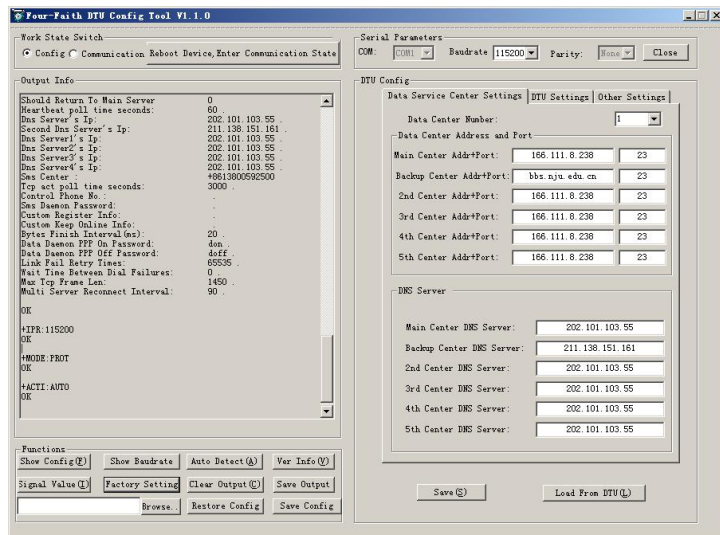 Four-Faith DTU Config Tool V1.1.0
Work State Switch
Config Communication Reboot Device,Enter Communication State
Serial Parameters
COM: COM1 Baudrate 115200 Parity: None Close
Output Info
Should Return To Main Server 0
Heartbeat poll time seconds: 60 .
Dns Server's Ip: 202.101.103.55 .
Second Dns Server's Ip: 211.138.151.161 .
Dns Server1's Ip: 202.101.103.55 .
Dns Server2's Ip: 202.101.103.55 .
Dns Server3's Ip: 202.101.103.55 .
Dns Server4's Ip: 202.101.103.55 .
Sms Center : +8613800592500
Tcp act poll time seconds: 3000 .
Control Phone No.: .
Sms Daemon Password: .
Custom Register Info: .
Custom Keep Online Info: .
Bytes Finish Interval(ms): 20 .
Data Daemon PPP On Password: don .
Data Daemon PPP Off Password: doff .
Link Fail Retry Times: 65535 .
Wait Time Between Dial Failures: 0 .
Max Tcp Frame Len: 1450 .
Multi Server Reconnect Interval: 90 .
OK
+IPR:115200
OK
+MODE:PROT
OK
+ACTI:AUTO
OK
Functions
Show Config(P) Show Baudrate Auto Detect(A) Ver Info(V)
Signal Value(I) Factory Setting Clear Output(C) Save Output
Browse.. Restore Config Save Config
DTU Config
Data Service Center Settings DTU Settings Other Settings
Data Center Number: 1
Data Center Address and Port
Main Center Addr+Port: 166.111.8.238 23
Backup Center Addr+Port: bbs.nju.edu.cn 23
2nd Center Addr+Port: 166.111.8.238 23
3rd Center Addr+Port: 166.111.8.238 23
4th Center Addr+Port: 166.111.8.238 23
5th Center Addr+Port: 166.111.8.238 23
DNS Server
Main Center DNS Server: 202.101.103.55
Backup Center DNS Server: 211.138.151.161
2nd Center DNS Server: 202.101.103.55
3rd Center DNS Server: 202.101.103.55
4th Center DNS Server: 202.101.103.55
5th Center DNS Server: 202.101.103.55
Save(S) Load From DTU(L)